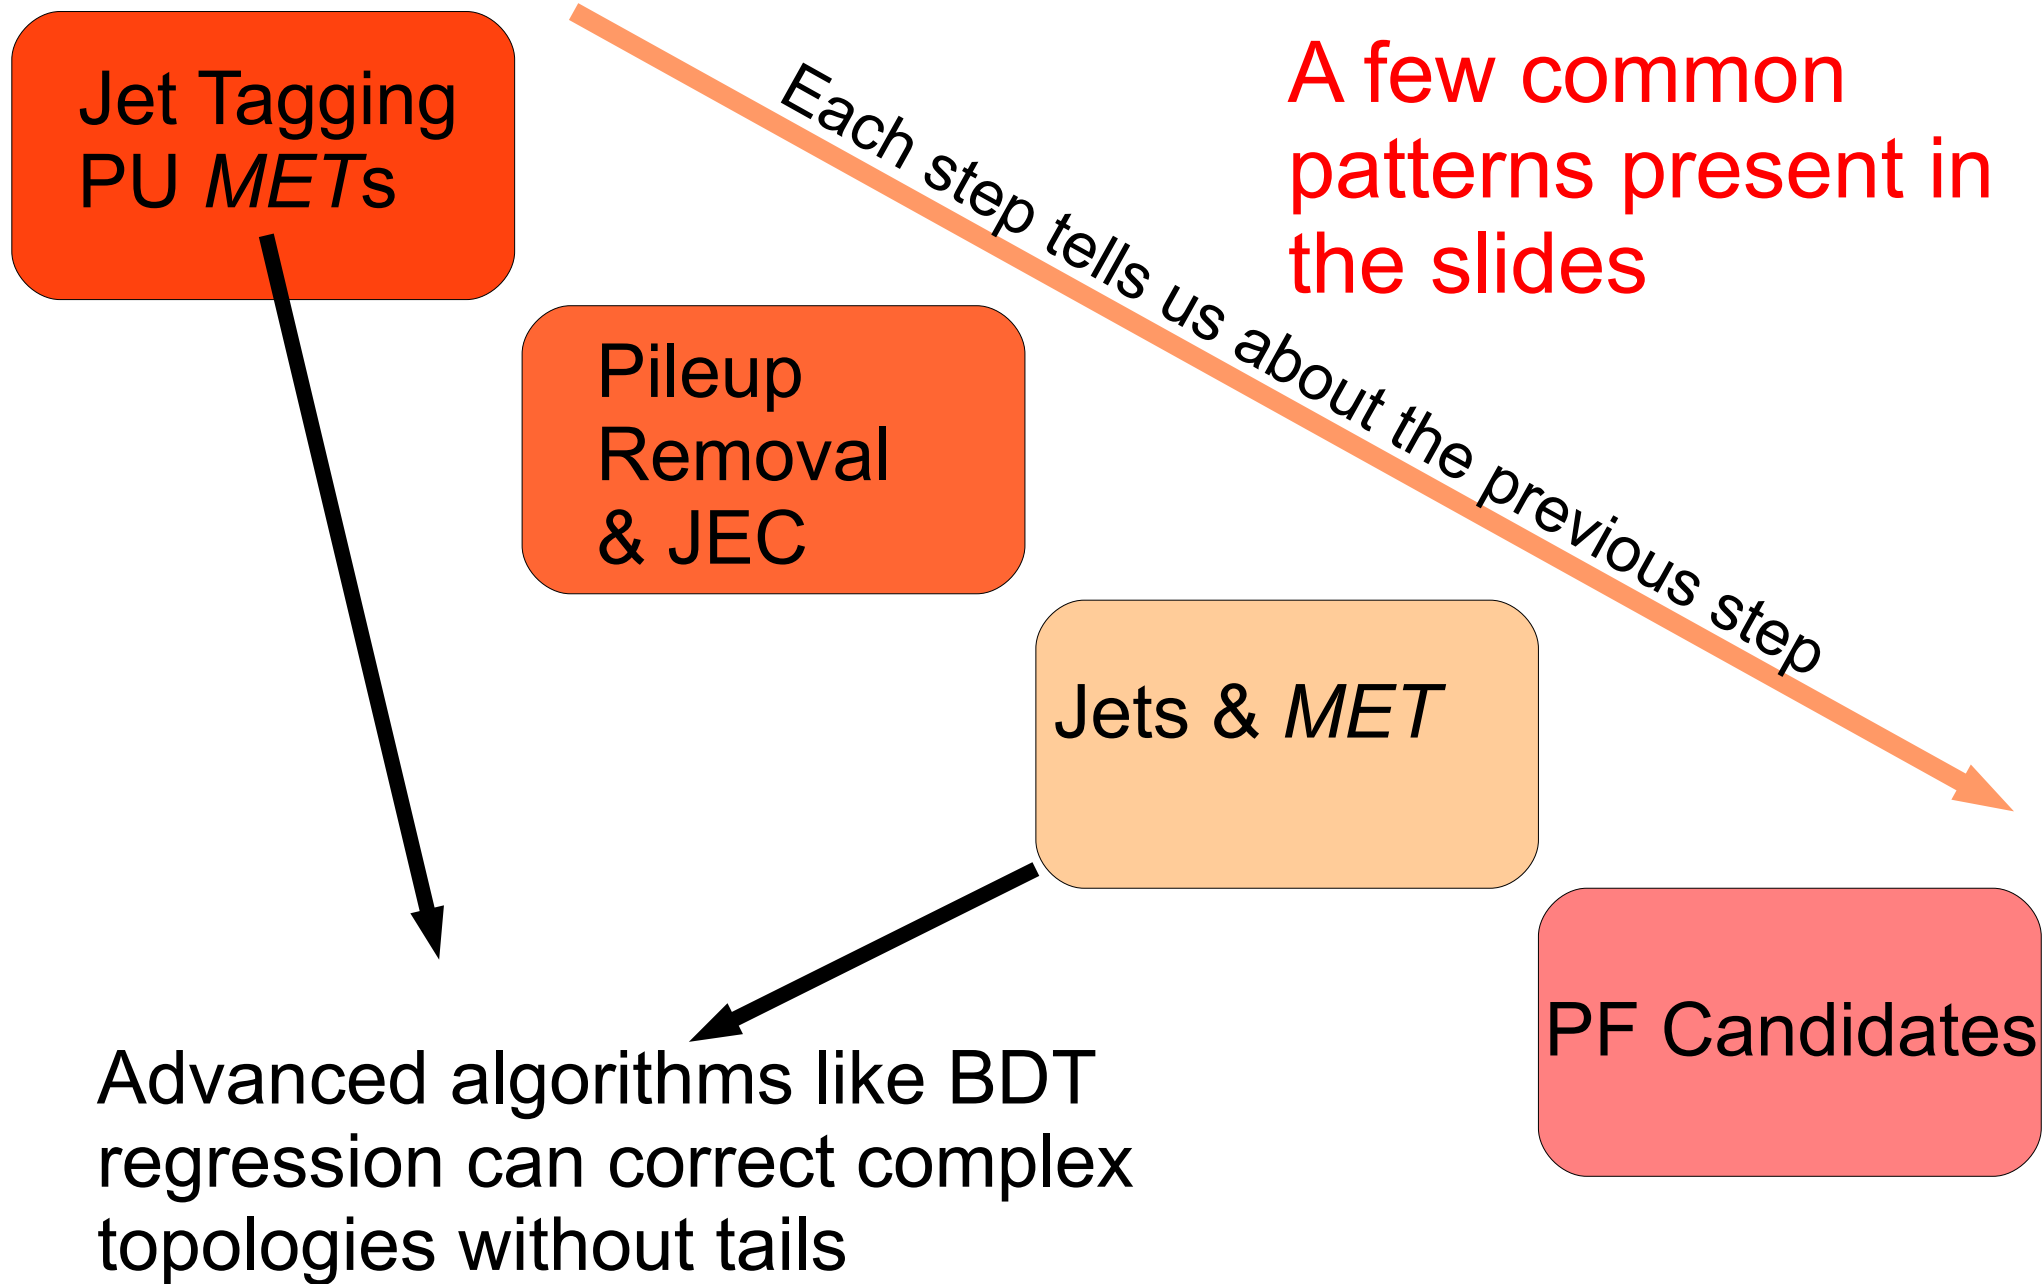 Jet Tagging
PU METs
Each step tells us about the previous step
A few common
patterns present in
the slides
Pileup
Removal
& JEC
Jets & MET
PF Candidates
Advanced algorithms like BDT
regression can correct complex
topologies without tails